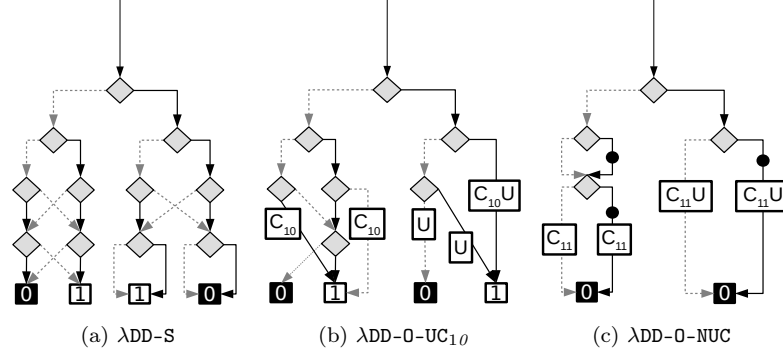 C₁₀U
C₁₁U
C₁₁U
C₁₀
C₁₀
U
U
C₁₁
C₁₁
0
1
1
0
0
1
0
1
0
0
(a) λDD-S
(b) λDD-O-UC₁₀
(c) λDD-O-NUC